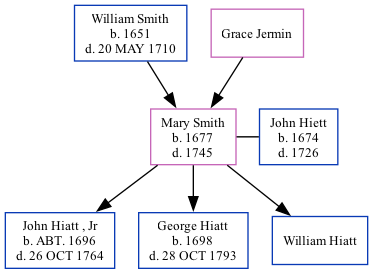 William Smith
b. 1651
d. 20 MAY 1710
Grace Jermin
Mary Smith
b. 1677
d. 1745
John Hiett
b. 1674
d. 1726
John Hiatt , Jr
b. ABT. 1696
d. 26 OCT 1764
George Hiatt
b. 1698
d. 28 OCT 1793
William Hiatt